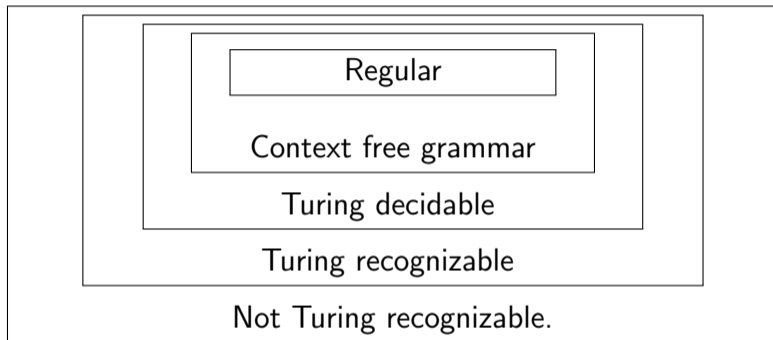 Regular
Context free grammar
Turing decidable
Turing recognizable
Not Turing recognizable.